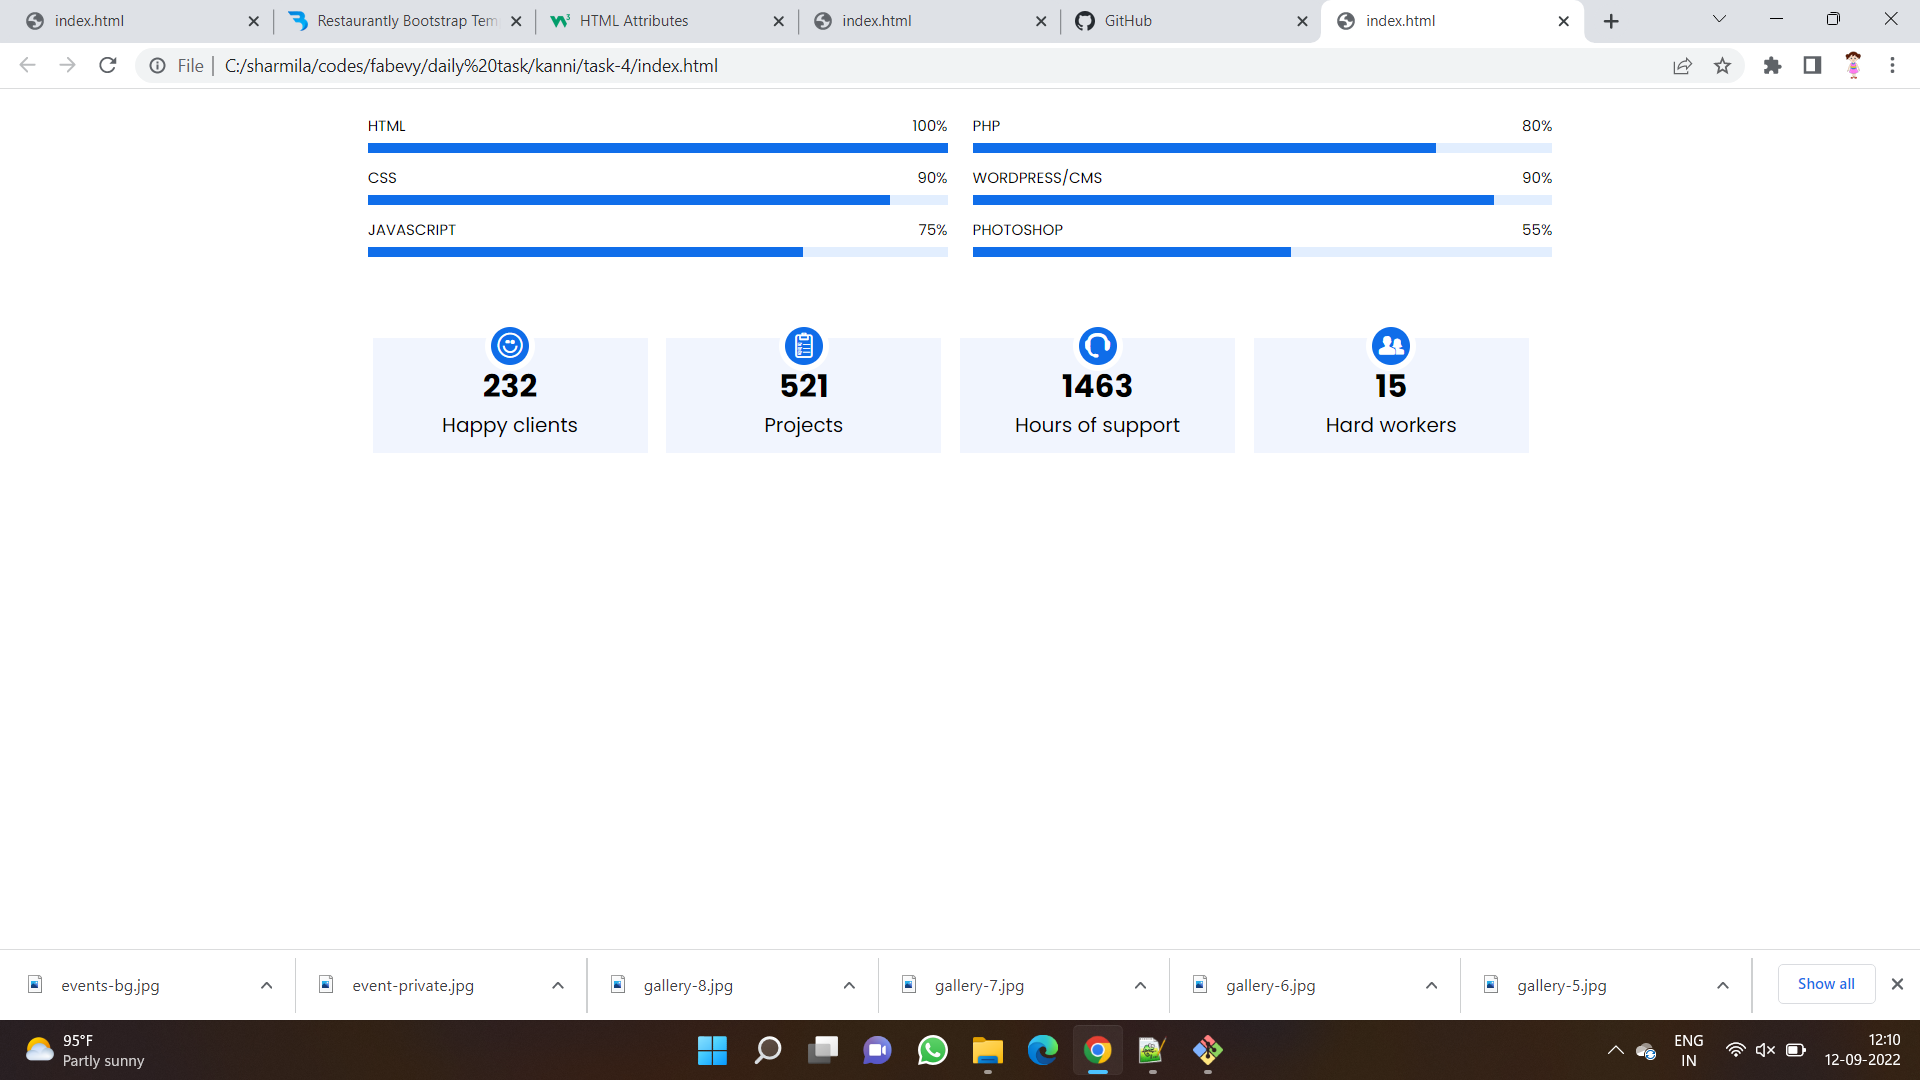 index.html
Restaurantly Bootstrap Tem
HTML Attributes
index.html
GitHub
index.html
File | C:/sharmila/codes/fabevy/daily%20task/kanni/task-4/index.html
HTML 100%
PHP 80%
CSS 90%
WORDPRESS/CMS 90%
JAVASCRIPT 75%
PHOTOSHOP 55%
232
Happy clients
521
Projects
1463
Hours of support
15
Hard workers
events-bg.jpg
event-private.jpg
gallery-8.jpg
gallery-7.jpg
gallery-6.jpg
gallery-5.jpg
Show all
95°F
Partly sunny
ENG
IN
12:10
12-09-2022